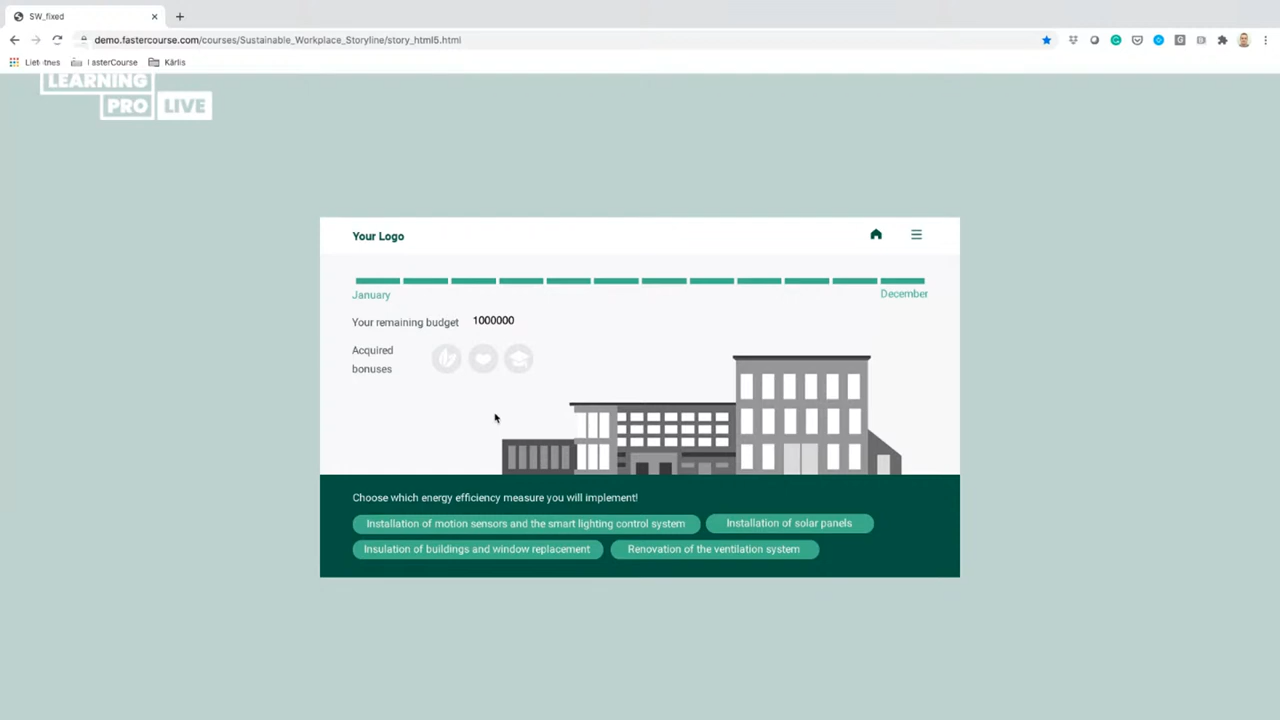 SW_fixed
demo.fastercourse.com/courses/Sustainable_Workplace_Storyline/story_html5.html
Kārlis
LEARNING
PRO LIVE
Your Logo
January
December
Your remaining budget 1000000
Acquired
bonuses
Choose which energy efficiency measure you will implement!
Installation of motion sensors and the smart lighting control system
Installation of solar panels
Insulation of buildings and window replacement
Renovation of the ventilation system